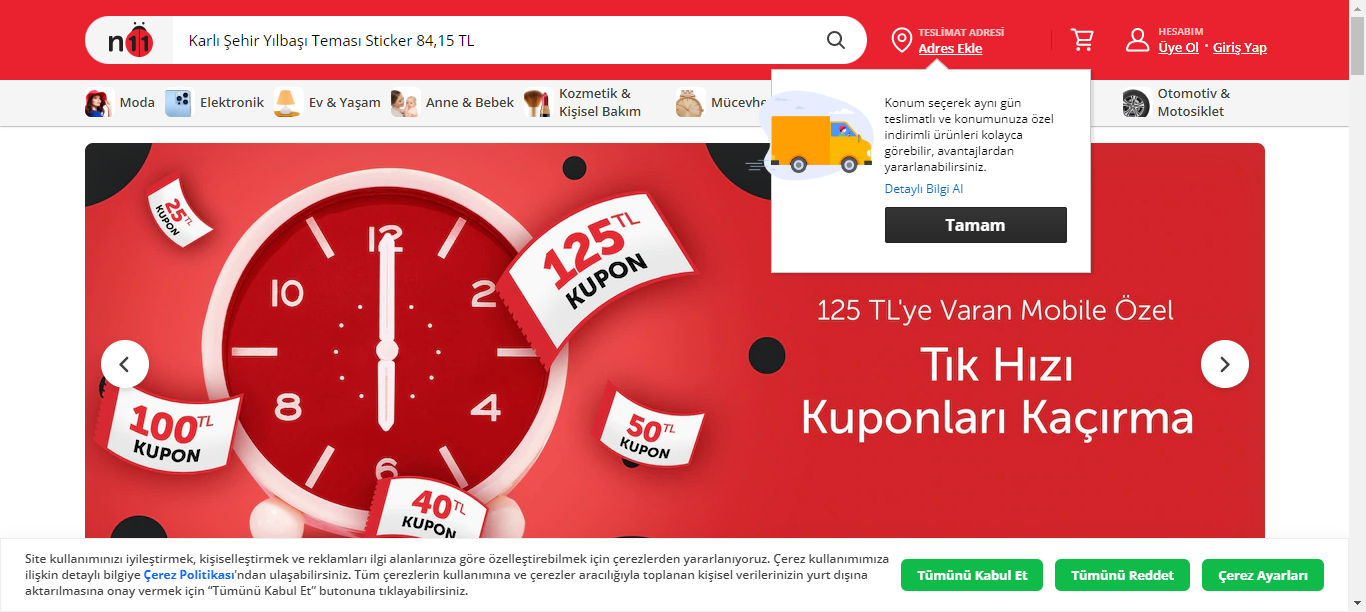 n11
Karlı Şehir Yılbaşı Teması Sticker 84,15 TL
TESLİMAT ADRESİ
Adres Ekle
HESABIM
Üye Ol · Giriş Yap
Moda
Elektronik
Ev & Yaşam
Anne & Bebek
Kozmetik &
Kişisel Bakım
Mücevhe
Otomotiv &
Motosiklet
Konum seçerek aynı gün
teslimatlı ve konumunuza özel
indirimli ürünleri kolayca
görebilir, avantajlardan
yararlanabilirsiniz.
Detaylı Bilgi Al
Tamam
25 TL
KUPON
12
10
2
8
4
6
125 TL
KUPON
100 TL
KUPON
50 TL
KUPON
40 TL
KUPON
125 TL'ye Varan Mobile Özel
Tık Hızı
Kuponları Kaçırma
Site kullanımınızı iyileştirmek, kişiselleştirmek ve reklamları ilgi alanlarınıza göre özelleştirebilmek için çerezlerden yararlanıyoruz. Çerez kullanımımıza
ilişkin detaylı bilgiye Çerez Politikası’ndan ulaşabilirsiniz. Tüm çerezlerin kullanımına ve çerezler aracılığıyla toplanan kişisel verilerinizin yurt dışına
aktarılmasına onay vermek için “Tümünü Kabul Et” butonuna tıklayabilirsiniz.
Tümünü Kabul Et
Tümünü Reddet
Çerez Ayarları